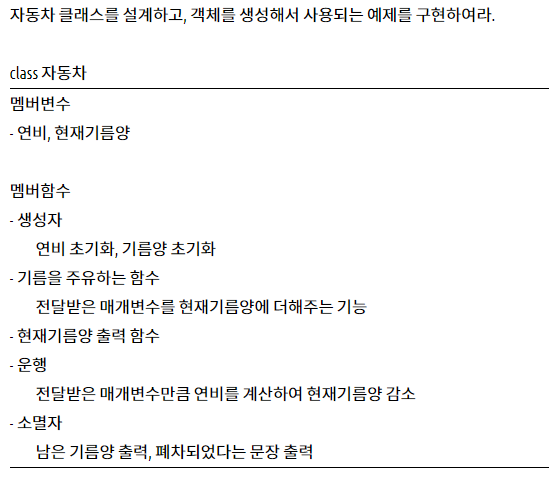 자동차 클래스를 설계하고, 객체를 생성해서 사용되는 예제를 구현하여라.
class 자동차
멤버변수
- 연비, 현재기름양
멤버함수
- 생성자
연비 초기화, 기름양 초기화
- 기름을 주유하는 함수
전달받은 매개변수를 현재기름양에 더해주는 기능
- 현재기름양 출력 함수
- 운행
전달받은 매개변수만큼 연비를 계산하여 현재기름양 감소
- 소멸자
남은 기름양 출력, 폐차되었다는 문장 출력